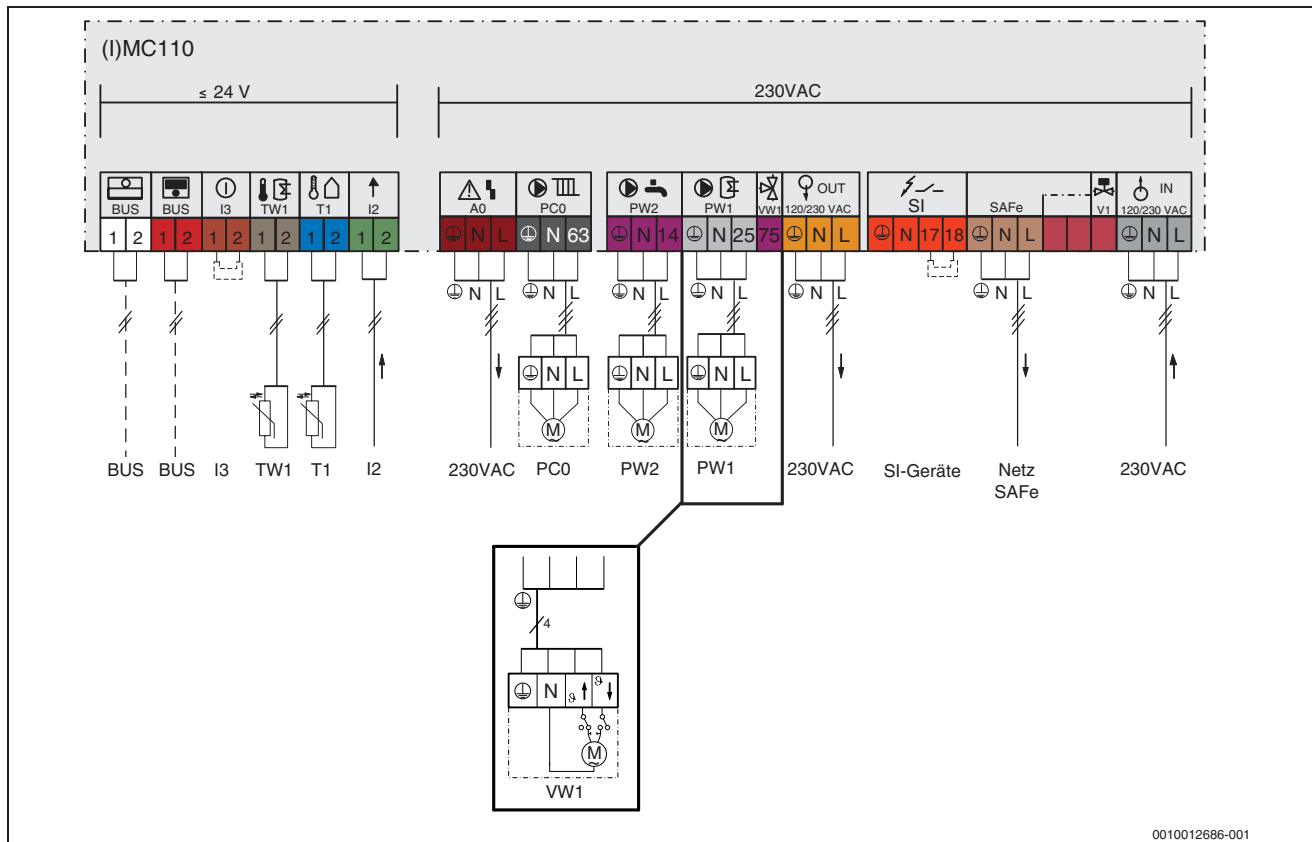 (I)MC110
≤ 24 V
230VAC
BUS BUS I3 TW1 T1 I2 A0 PC0 PW2 PW1 VW1 OUT 120/230 VAC SI SAFe V1 IN 120/230 VAC
1 2 1 2 1 2 1 2 1 2 1 2 N L N 63 N 14 N 25 75 N L N 17 18 N L N L
N L N L N L N L N L N L N L
N L N L N L
M M M
BUS BUS I3 TW1 T1 I2 230VAC PC0 PW2 PW1 230VAC SI-Geräte Netz SAFe 230VAC
4
N ϑ ϑ
M
VW1
0010012686-001